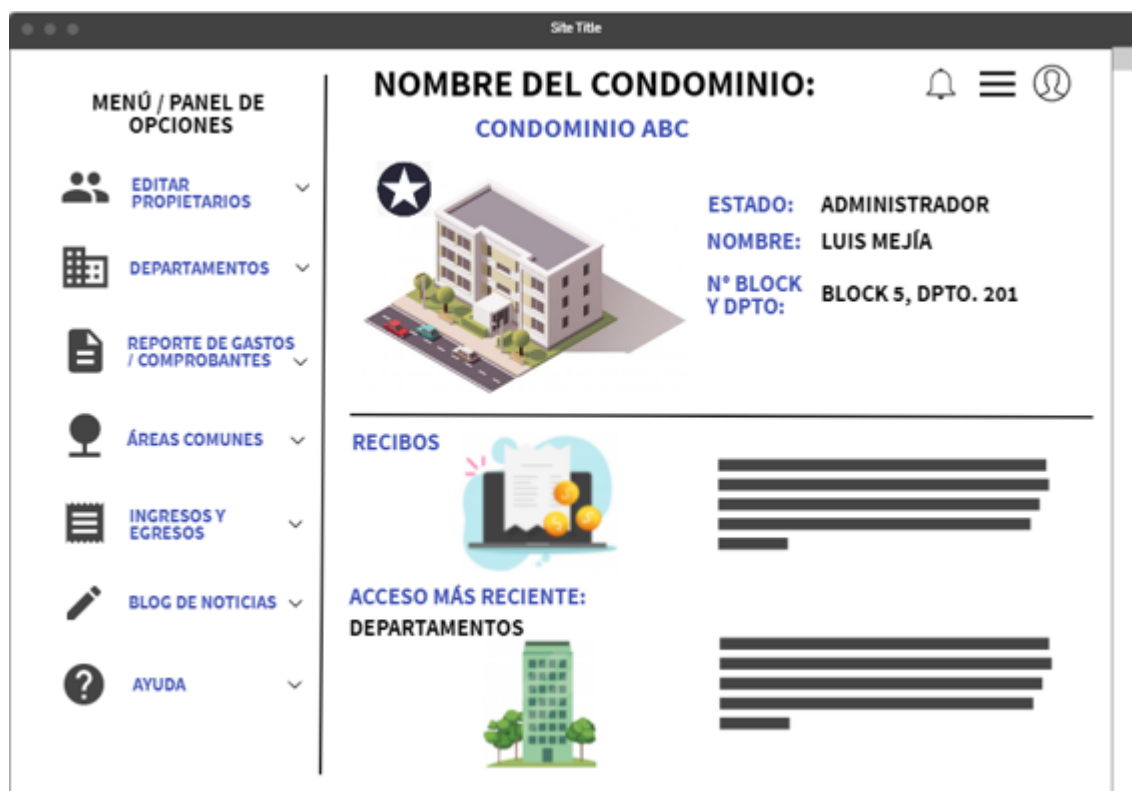 Site Title
MENÚ / PANEL DE
OPCIONES
EDITAR
PROPIETARIOS
DEPARTAMENTOS
REPORTE DE GASTOS
/ COMPROBANTES
ÁREAS COMUNES
INGRESOS Y
EGRESOS
BLOG DE NOTICIAS
AYUDA
NOMBRE DEL CONDOMINIO:
CONDOMINIO ABC
ESTADO: ADMINISTRADOR
NOMBRE: LUIS MEJÍA
N° BLOCK
Y DPTO: BLOCK 5, DPTO. 201
RECIBOS
ACCESO MÁS RECIENTE:
DEPARTAMENTOS